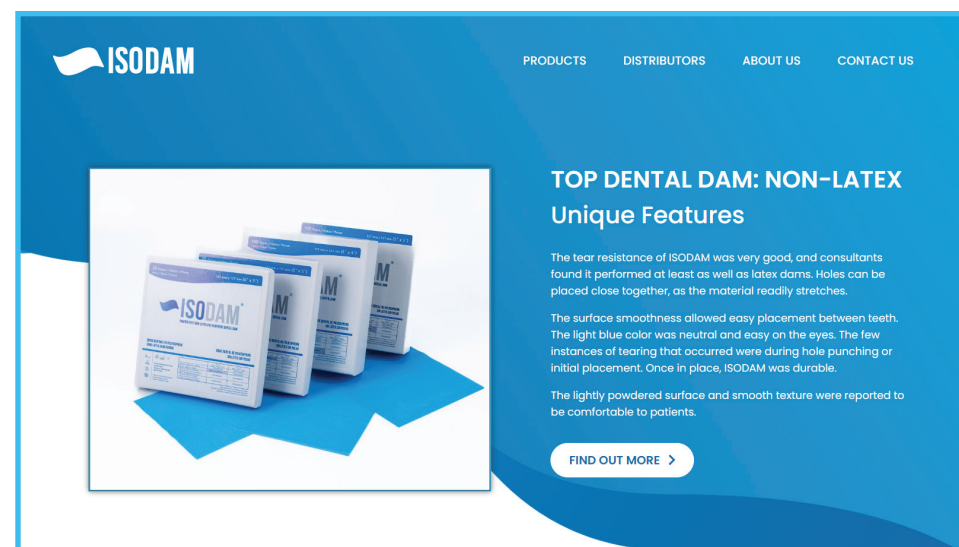 ISODAM
PRODUCTS DISTRIBUTORS ABOUT US CONTACT US
TOP DENTAL DAM: NON-LATEX
Unique Features
The tear resistance of ISODAM was very good, and consultants
found it performed at least as well as latex dams. Holes can be
placed close together, as the material readily stretches.
The surface smoothness allowed easy placement between teeth.
The light blue color was neutral and easy on the eyes. The few
instances of tearing that occurred were during hole punching or
initial placement. Once in place, ISODAM was durable.
The lightly powdered surface and smooth texture were reported to
be comfortable to patients.
FIND OUT MORE
ISODAM